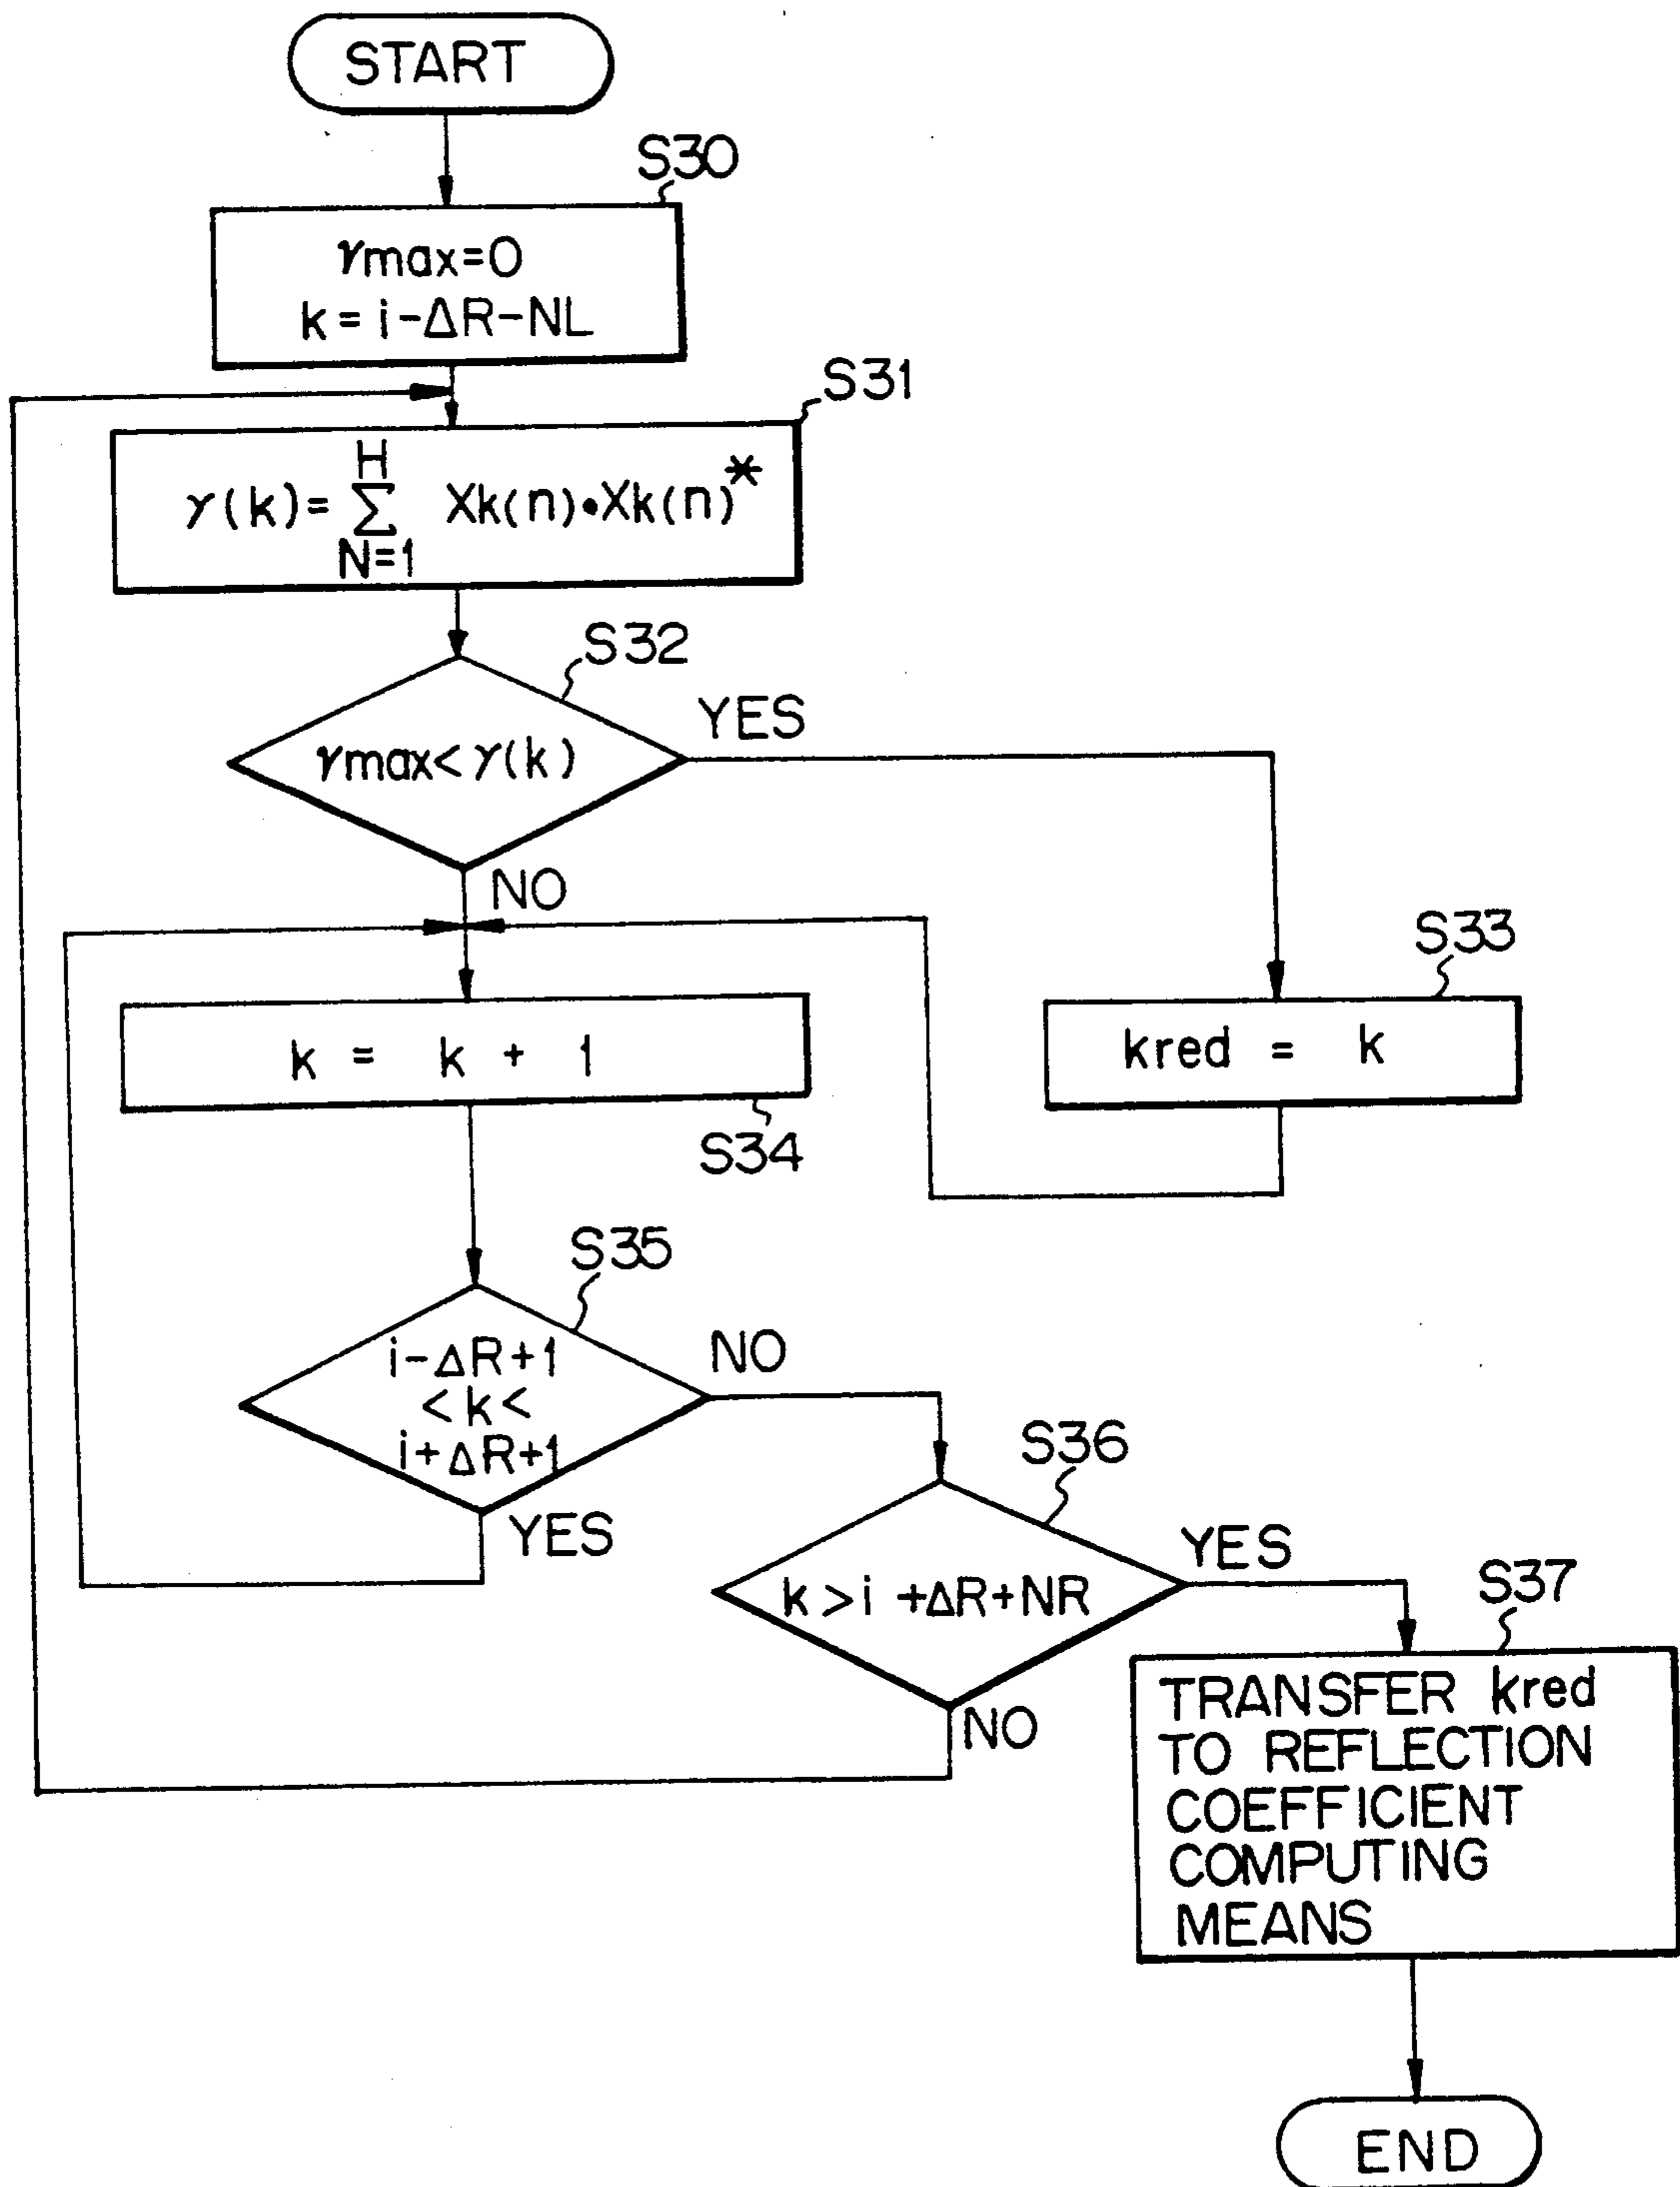 START
S30
γmax=0
k = i-ΔR-NL
S31
H
γ(k)= ∑ Xk(n)•Xk(n)*
N=1
S32
YES
γmax<γ(k)
NO
S33
kred = k
k = k + 1
S34
S35
i-ΔR+1
NO
< k <
i+ΔR+1
S36
YES
YES
k > i +ΔR+NR
S37
TRANSFER kred
NO
TO REFLECTION
COEFFICIENT
COMPUTING
MEANS
END